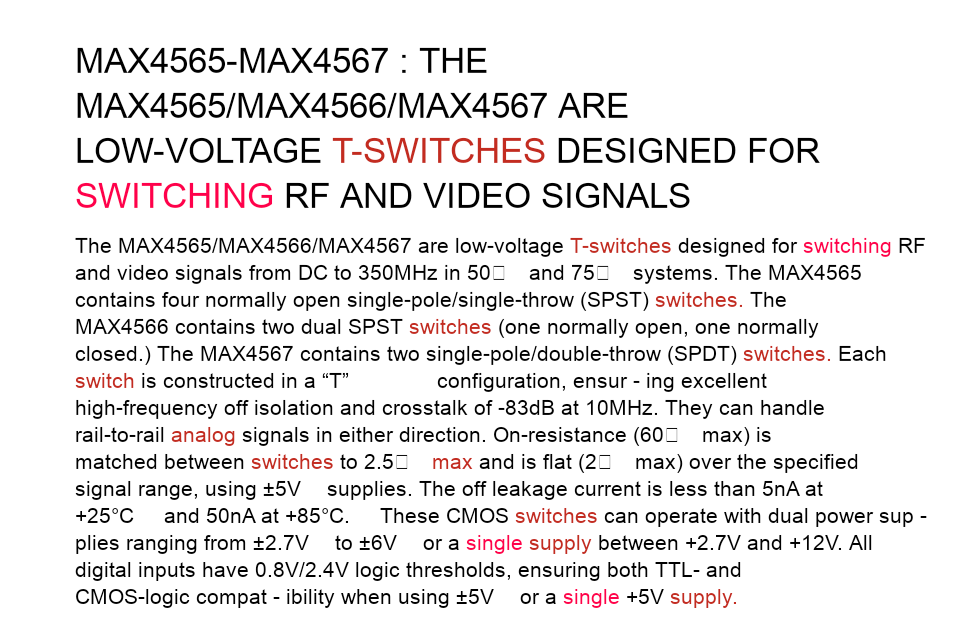 MAX4565-MAX4567 : THE
MAX4565/MAX4566/MAX4567 ARE
LOW-VOLTAGE T-SWITCHES DESIGNED FOR
SWITCHING RF AND VIDEO SIGNALS
The MAX4565/MAX4566/MAX4567 are low-voltage T-switches designed for switching RF
and video signals from DC to 350MHz in 50□ and 75□ systems. The MAX4565
contains four normally open single-pole/single-throw (SPST) switches. The
MAX4566 contains two dual SPST switches (one normally open, one normally
closed.) The MAX4567 contains two single-pole/double-throw (SPDT) switches. Each
switch is constructed in a “T” configuration, ensur - ing excellent
high-frequency off isolation and crosstalk of -83dB at 10MHz. They can handle
rail-to-rail analog signals in either direction. On-resistance (60□ max) is
matched between switches to 2.5□ max and is flat (2□ max) over the specified
signal range, using ±5V supplies. The off leakage current is less than 5nA at
+25°C and 50nA at +85°C. These CMOS switches can operate with dual power sup -
plies ranging from ±2.7V to ±6V or a single supply between +2.7V and +12V. All
digital inputs have 0.8V/2.4V logic thresholds, ensuring both TTL- and
CMOS-logic compat - ibility when using ±5V or a single +5V supply.